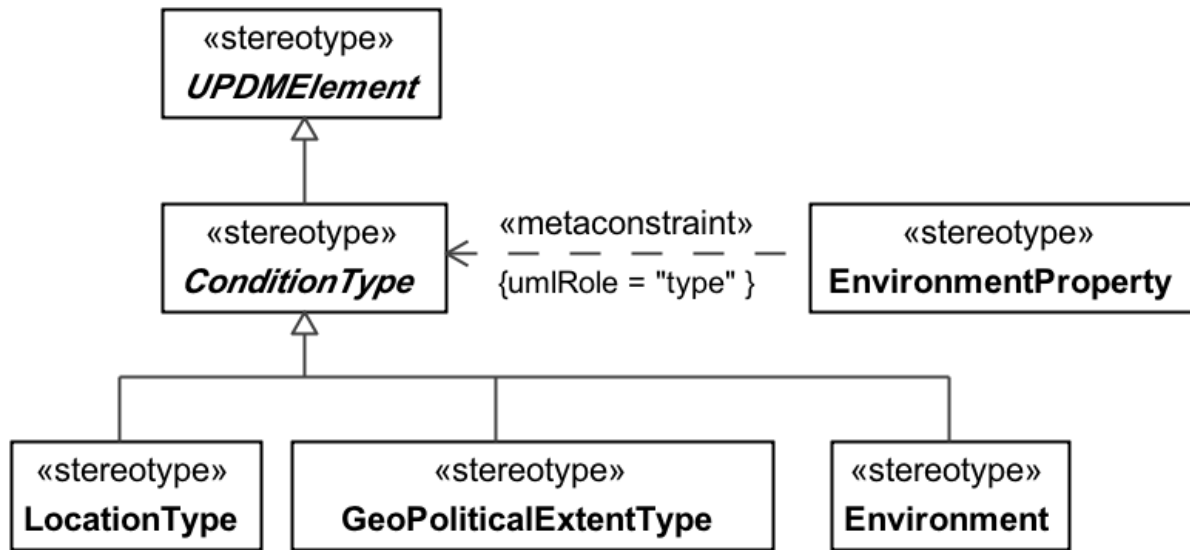 «stereotype»
UPDMElement
«stereotype»
ConditionType
«metaconstraint»
{umlRole = "type" }
«stereotype»
EnvironmentProperty
«stereotype»
LocationType
«stereotype»
GeoPoliticalExtentType
«stereotype»
Environment